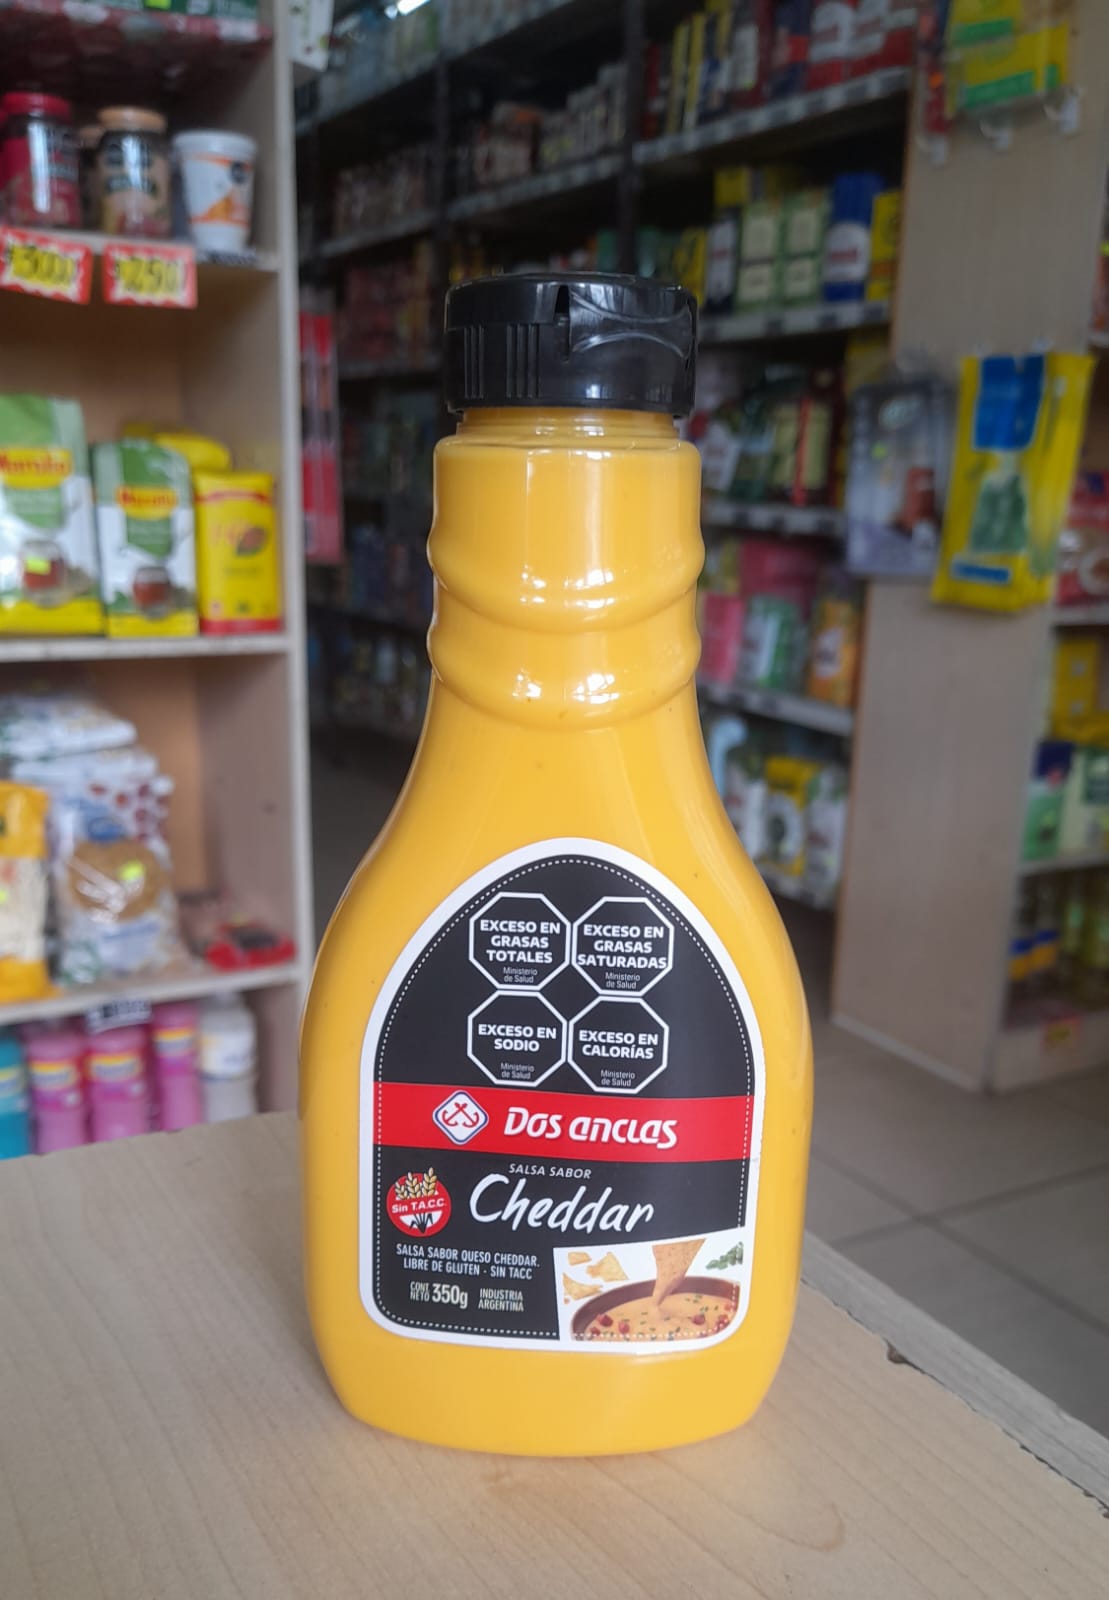 EXCESO EN
GRASAS
TOTALES
Ministerio
de Salud
EXCESO EN
GRASAS
SATURADAS
Ministerio
de Salud
EXCESO EN
SODIO
Ministerio
de Salud
EXCESO EN
CALORÍAS
Ministerio
de Salud
Dos anclas
SALSA SABOR
Cheddar
Sin T.A.C.C.
SALSA SABOR QUESO CHEDDAR.
LIBRE DE GLUTEN - SIN TACC
CONT
NETO 350g
INDUSTRIA
ARGENTINA